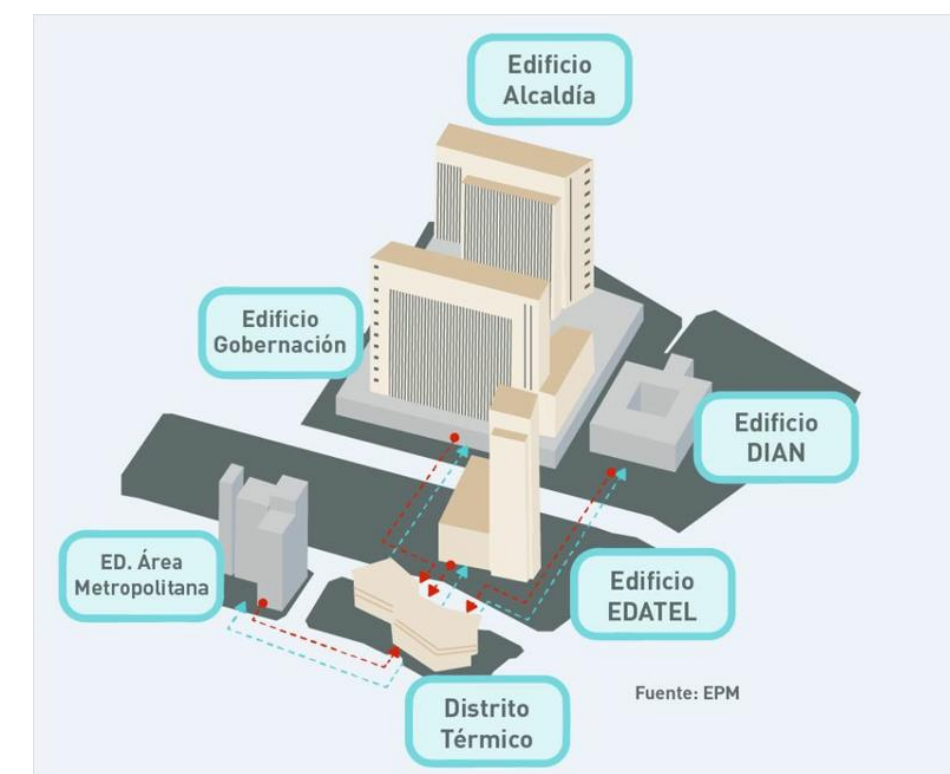 Edificio
Alcaldía
Edificio
Gobernación
Edificio
DIAN
ED. Área
Metropolitana
Edificio
EDATEL
Fuente: EPM
Distrito
Térmico